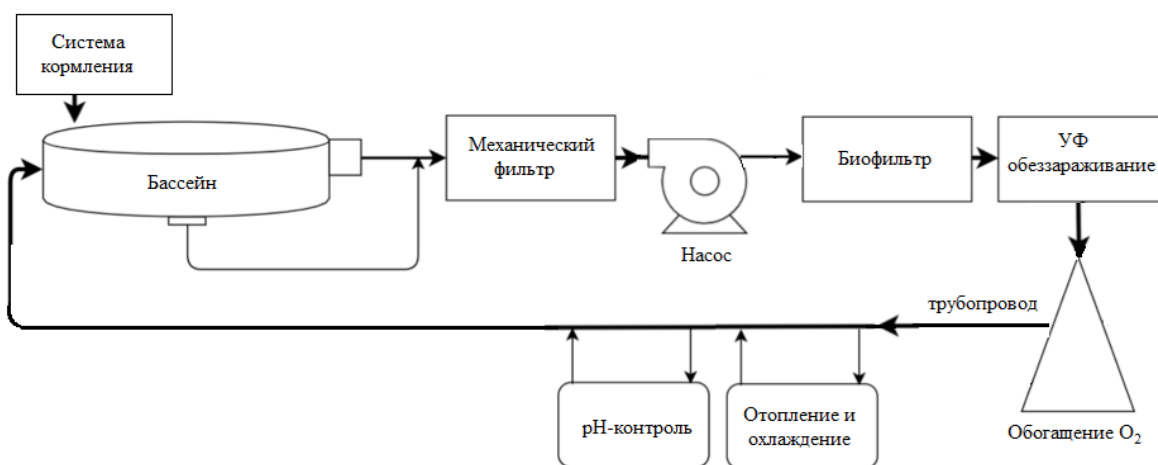 Система
кормления
Бассейн
Механический
фильтр
Насос
Биофильтр
УФ
обеззараживание
трубопровод
pH-контроль
Отопление и
охлаждение
Обогащение O₂